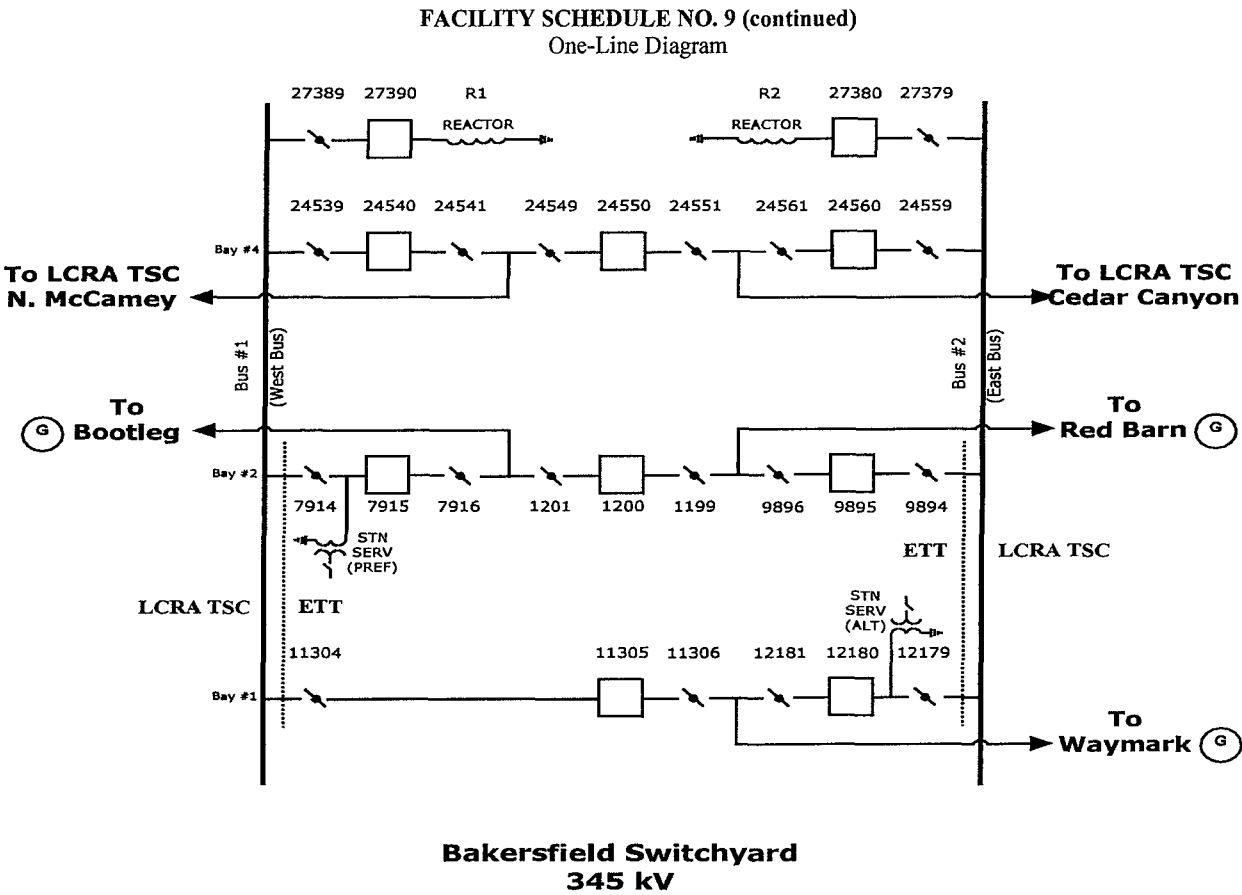 FACILITY SCHEDULE NO. 9 (continued)
One-Line Diagram
27389 27390 R1 R2 27380 27379
REACTOR REACTOR
24539 24540 24541 24549 24550 24551 24561 24560 24559
Bay #4
To LCRA TSC
N. McCamey
To LCRA TSC
Cedar Canyon
Bus #1
(West Bus)
Bus #2
(East Bus)
To
G Bootleg
To
Red Barn G
Bay #2
7914 7915 7916 1201 1200 1199 9896 9895 9894
STN
SERV
(PREF)
ETT LCRA TSC
LCRA TSC ETT
STN
SERV
(ALT)
11304 11305 11306 12181 12180 12179
Bay #1
To
Waymark G
Bakersfield Switchyard
345 kV